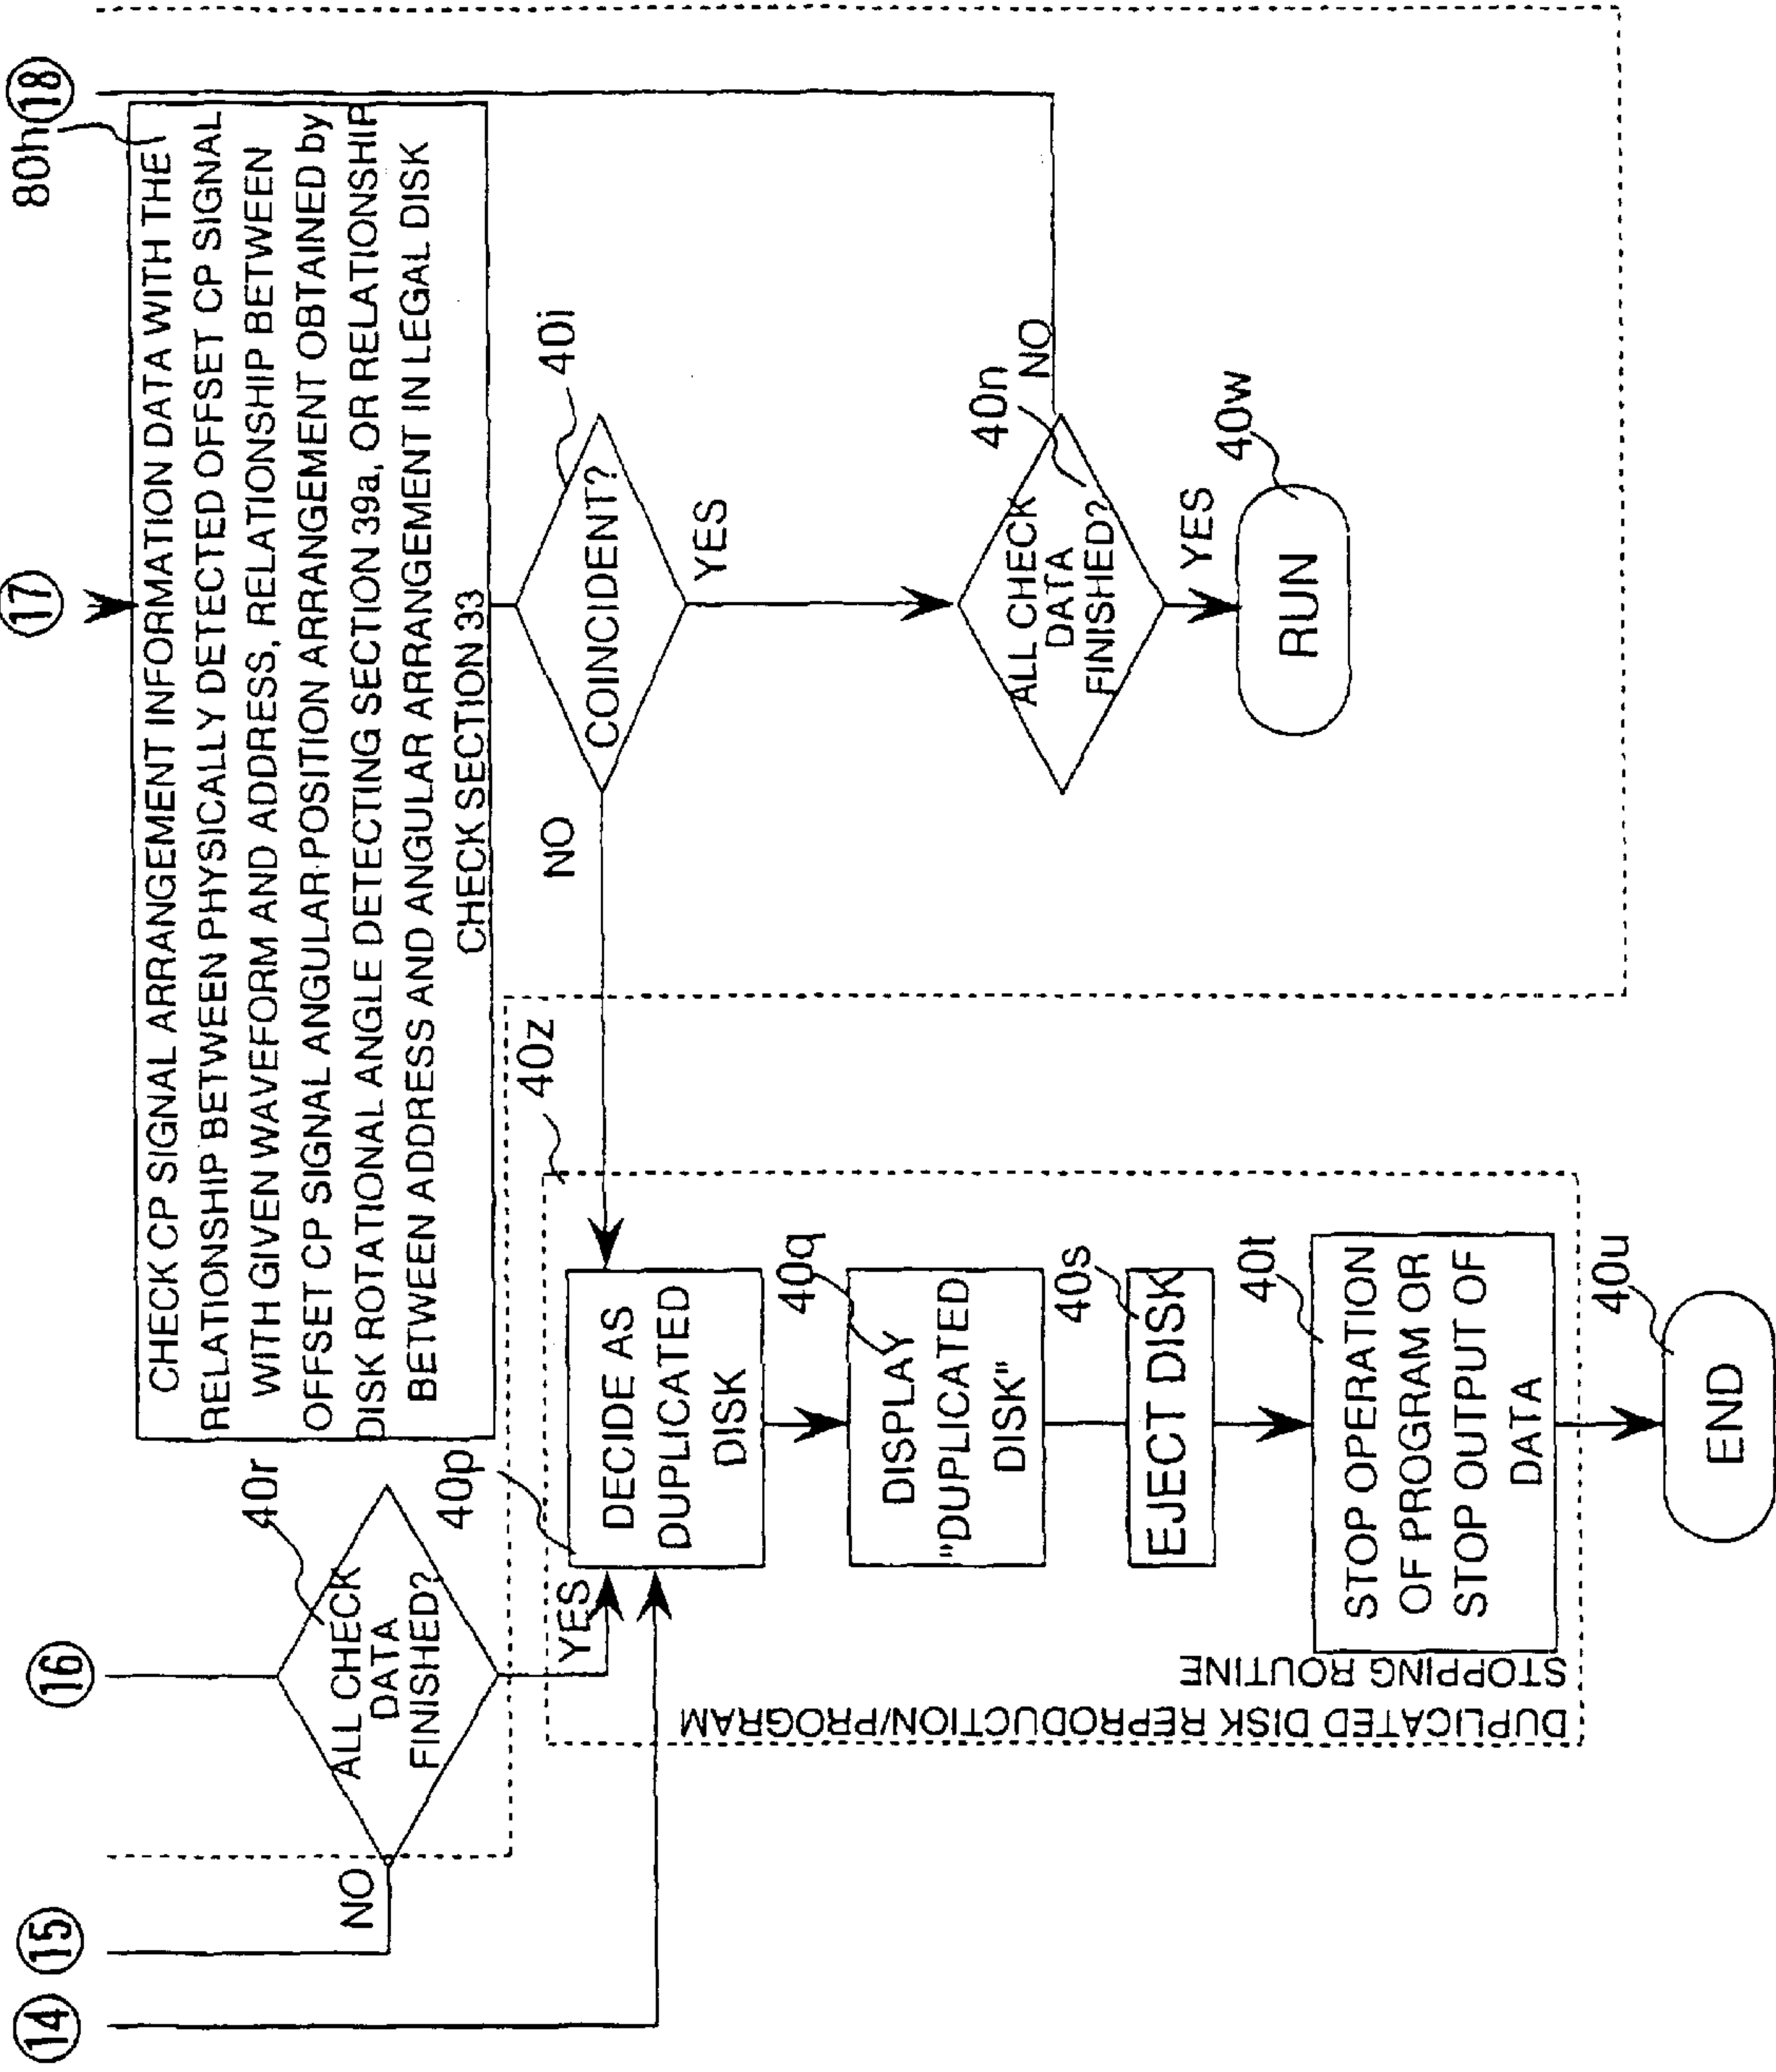 14
15
16
17
80h
18
CHECK CP SIGNAL ARRANGEMENT INFORMATION DATA WITH THE
RELATIONSHIP BETWEEN PHYSICALLY DETECTED OFFSET CP SIGNAL
WITH GIVEN WAVEFORM AND ADDRESS, RELATIONSHIP BETWEEN
OFFSET CP SIGNAL ANGULAR POSITION ARRANGEMENT OBTAINED by
DISK ROTATIONAL ANGLE DETECTING SECTION 39a, OR RELATIONSHIP
BETWEEN ADDRESS AND ANGULAR ARRANGEMENT IN LEGAL DISK
CHECK SECTION 33
40r
ALL CHECK
DATA
FINISHED?
NO
YES
40i
COINCIDENT?
NO
YES
40n
ALL CHECK
DATA
FINISHED?
NO
YES
40w
RUN
40z
40p
DECIDE AS
DUPLICATED
DISK
40q
DISPLAY
"DUPLICATED
DISK"
40s
EJECT DISK
40t
STOP OPERATION
OF PROGRAM OR
STOP OUTPUT OF
DATA
40u
END
DUPLICATED DISK REPRODUCTION/PROGRAM
STOPPING ROUTINE